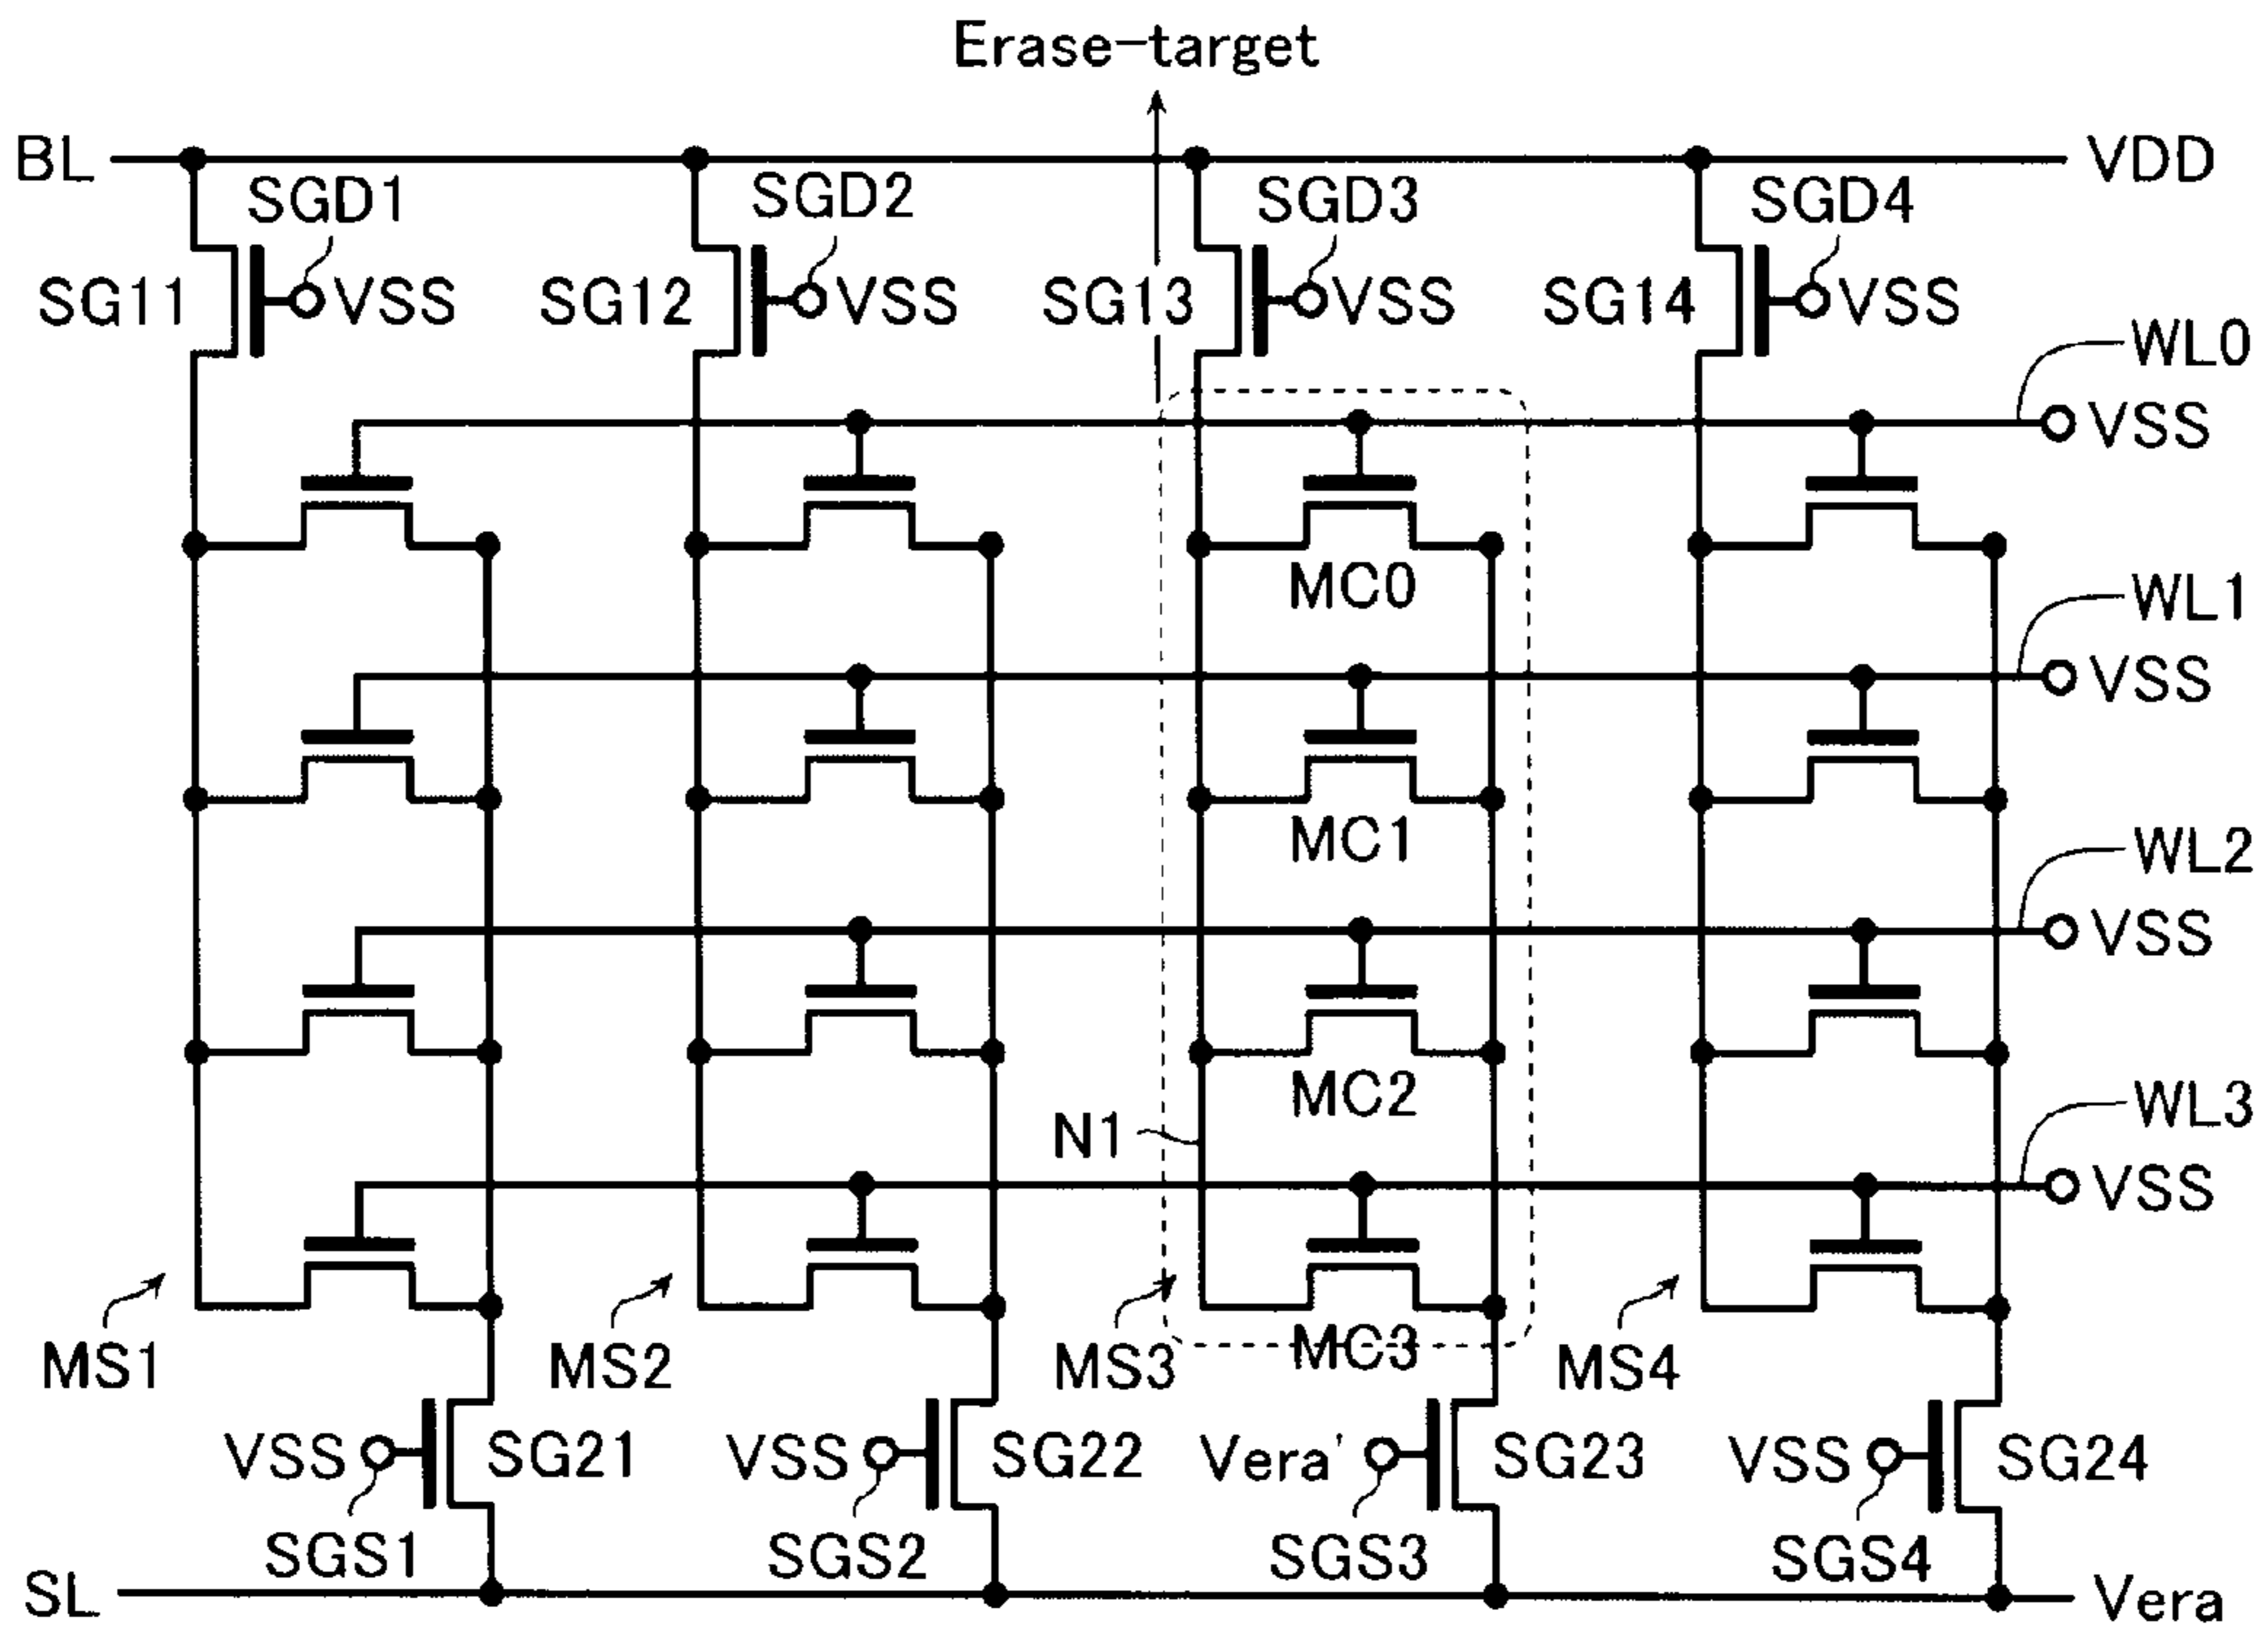 Erase-target
BL
VDD
SGD1
SGD2
SGD3
SGD4
SG11
VSS
SG12
VSS
SG13
VSS
SG14
VSS
WL0
VSS
MC0
WL1
VSS
MC1
WL2
VSS
MC2
N1
WL3
VSS
MS1
MS2
MS3
MC3
MS4
VSS
SG21
VSS
SG22
Vera'
SG23
VSS
SG24
SGS1
SGS2
SGS3
SGS4
SL
Vera